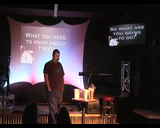 What you need
to know about
So what are
you going
to do?